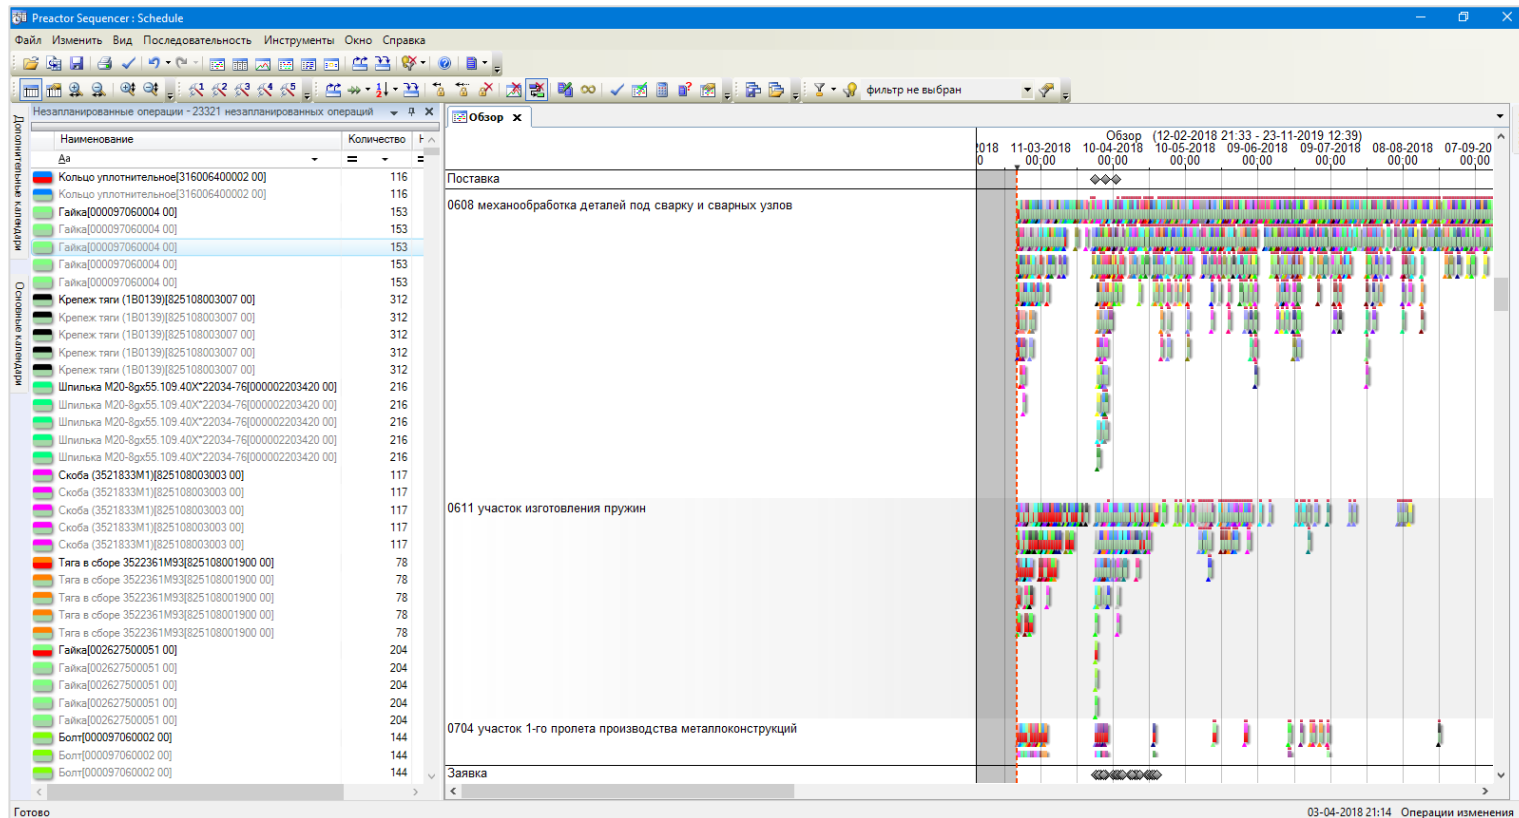 Preactor Sequencer : Schedule
Файл Изменить Вид Последовательность Инструменты Окно Справка
фильтр не выбран
Дополнительные календари
Основные календари
Незапланированные операции - 23321 незапланированных операций
Наименование Количество
Aa = =
Кольцо уплотнительное[316006400002 00] 116
Кольцо уплотнительное[316006400002 00] 116
Гайка[000097060004 00] 153
Гайка[000097060004 00] 153
Гайка[000097060004 00] 153
Гайка[000097060004 00] 153
Гайка[000097060004 00] 153
Крепеж тяги (1В0139)[825108003007 00] 312
Крепеж тяги (1В0139)[825108003007 00] 312
Крепеж тяги (1В0139)[825108003007 00] 312
Крепеж тяги (1В0139)[825108003007 00] 312
Крепеж тяги (1В0139)[825108003007 00] 312
Шпилька М20-8gх55.109.40Х*22034-76[000002203420 00] 216
Шпилька М20-8gх55.109.40Х*22034-76[000002203420 00] 216
Шпилька М20-8gх55.109.40Х*22034-76[000002203420 00] 216
Шпилька М20-8gх55.109.40Х*22034-76[000002203420 00] 216
Шпилька М20-8gх55.109.40Х*22034-76[000002203420 00] 216
Скоба (3521833М1)[825108003003 00] 117
Скоба (3521833М1)[825108003003 00] 117
Скоба (3521833М1)[825108003003 00] 117
Скоба (3521833М1)[825108003003 00] 117
Скоба (3521833М1)[825108003003 00] 117
Тяга в сборе 3522361М93[825108001900 00] 78
Тяга в сборе 3522361М93[825108001900 00] 78
Тяга в сборе 3522361М93[825108001900 00] 78
Тяга в сборе 3522361М93[825108001900 00] 78
Тяга в сборе 3522361М93[825108001900 00] 78
Гайка[002627500051 00] 204
Гайка[002627500051 00] 204
Гайка[002627500051 00] 204
Гайка[002627500051 00] 204
Гайка[002627500051 00] 204
Болт[000097060002 00] 144
Болт[000097060002 00] 144
Болт[000097060002 00] 144
Обзор
Обзор (12-02-2018 21:33 - 23-11-2019 12:39)
2018 11-03-2018 10-04-2018 10-05-2018 09-06-2018 09-07-2018 08-08-2018 07-09-20
0 00:00 00:00 00:00 00:00 00:00 00:00 00:00
Поставка
0608 механообработка деталей под сварку и сварных узлов
0611 участок изготовления пружин
0704 участок 1-го пролета производства металлоконструкций
Заявка
Готово
03-04-2018 21:14 Операции изменения